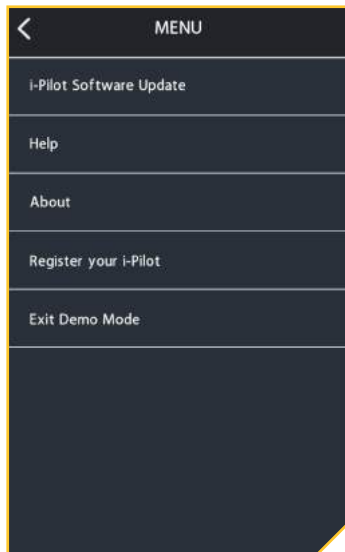 MENU
i-Pilot Software Update
Help
About
Register your i-Pilot
Exit Demo Mode